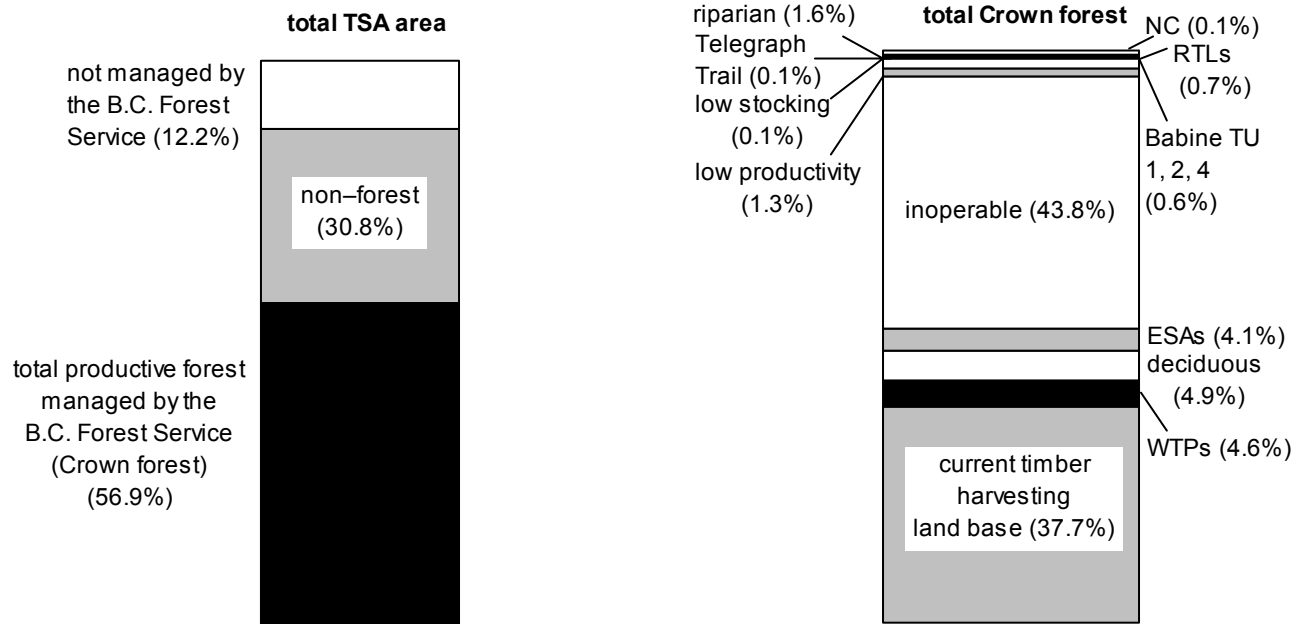 total TSA area
not managed by
the B.C. Forest
Service (12.2%)
non–forest
(30.8%)
total productive forest
managed by the
B.C. Forest Service
(Crown forest)
(56.9%)
total Crown forest
riparian (1.6%)
Telegraph
Trail (0.1%)
low stocking
(0.1%)
low productivity
(1.3%)
NC (0.1%)
RTLs
(0.7%)
Babine TU
1, 2, 4
(0.6%)
inoperable (43.8%)
ESAs (4.1%)
deciduous
(4.9%)
WTPs (4.6%)
current timber
harvesting
land base (37.7%)